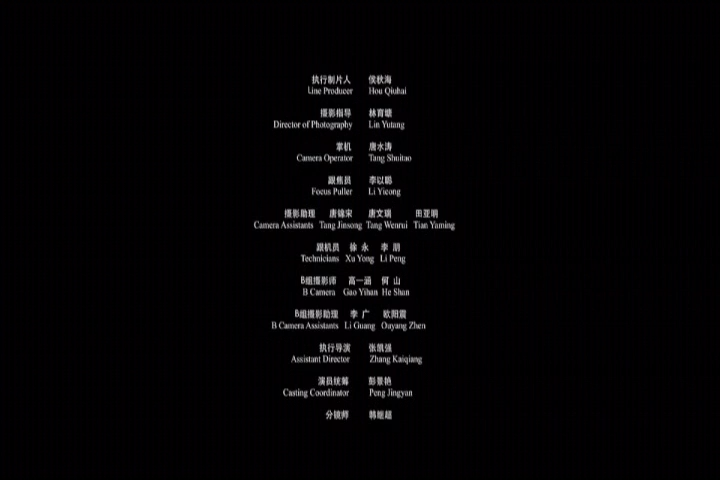 执行制片人 侯秋海
Line Producer Hou Qiuhai
摄影指导 林育塘
Director of Photography Lin Yutang
掌机 唐水涛
Camera Operator Tang Shuitao
跟焦员 李以聪
Focus Puller Li Yicong
摄影助理 唐锦宋 唐文瑞 田亚明
Camera Assistants Tang Jinsong Tang Wenrui Tian Yaming
跟机员 徐永 李朋
Technicians Xu Yong Li Peng
B组摄影师 高一涵 何山
B Camera Gao Yihan He Shan
B组摄影助理 李广 欧阳震
B Camera Assistants Li Guang Ouyang Zhen
执行导演 张凯强
Assistant Director Zhang Kaiqiang
演员统筹 彭景艳
Casting Coordinator Peng Jingyan
分镜师 韩超